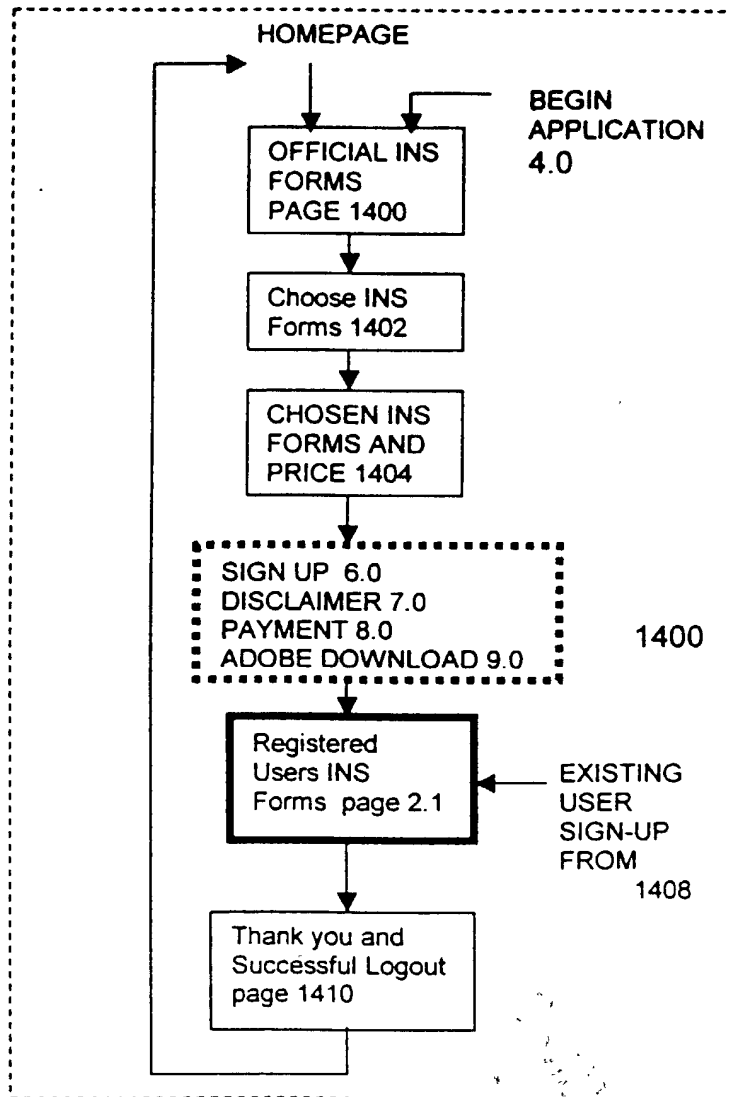 HOMEPAGE
BEGIN
APPLICATION
4.0
OFFICIAL INS
FORMS
PAGE 1400
Choose INS
Forms 1402
CHOSEN INS
FORMS AND
PRICE 1404
SIGN UP 6.0
DISCLAIMER 7.0
PAYMENT 8.0
ADOBE DOWNLOAD 9.0
1400
Registered
Users INS
Forms page 2.1
EXISTING
USER
SIGN-UP
FROM
1408
Thank you and
Successful Logout
page 1410